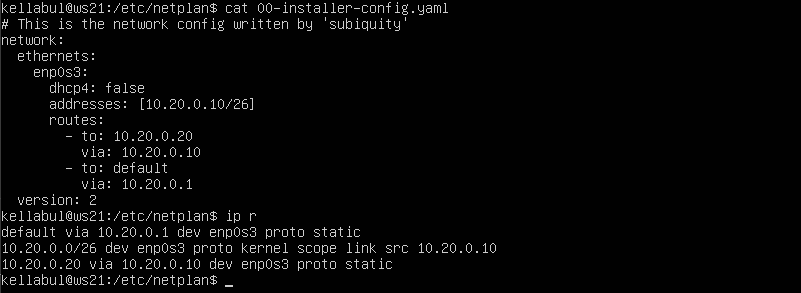 kellabul@ws21:/etc/netplan$ cat 00-installer-config.yaml
# This is the network config written by 'subiquity'
network:
  ethernets:
    enp0s3:
      dhcp4: false
      addresses: [10.20.0.10/26]
      routes:
        - to: 10.20.0.20
          via: 10.20.0.10
        - to: default
          via: 10.20.0.1
  version: 2
kellabul@ws21:/etc/netplan$ ip r
default via 10.20.0.1 dev enp0s3 proto static
10.20.0.0/26 dev enp0s3 proto kernel scope link src 10.20.0.10
10.20.0.20 via 10.20.0.10 dev enp0s3 proto static
kellabul@ws21:/etc/netplan$ _